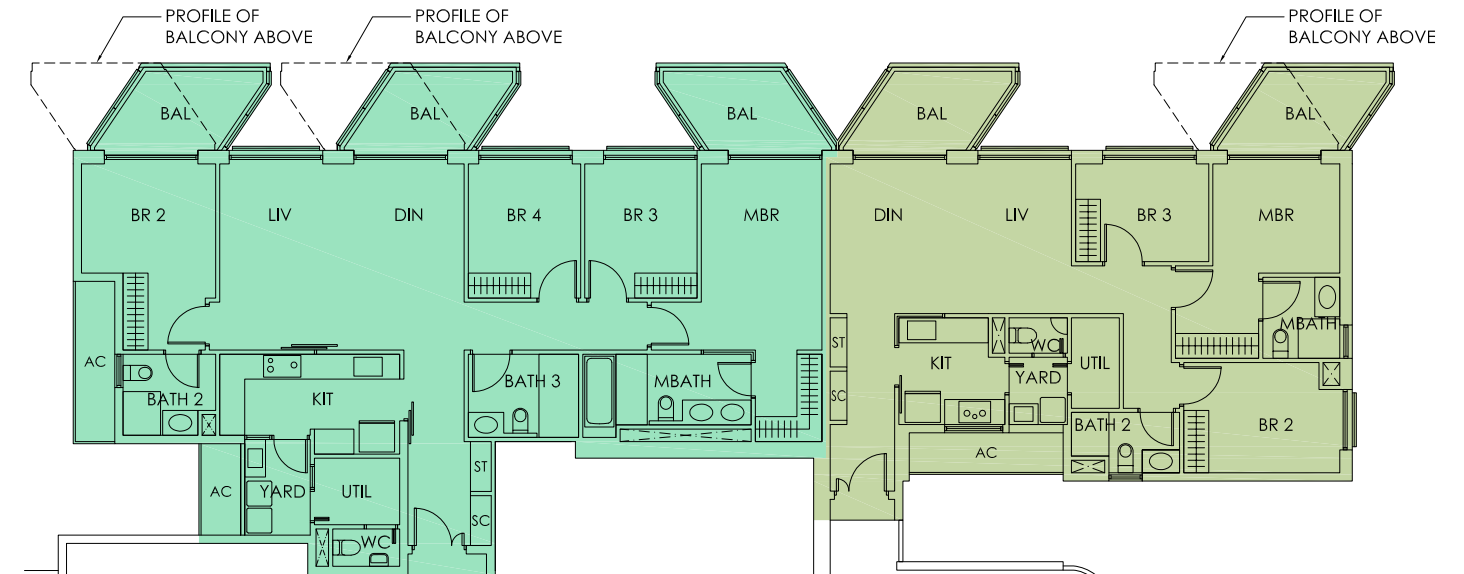 PROFILE OF
BALCONY ABOVE
PROFILE OF
BALCONY ABOVE
PROFILE OF
BALCONY ABOVE
BAL
BAL
BAL
BAL
BAL
BR 2
LIV
DIN
BR 4
BR 3
MBR
DIN
LIV
BR 3
MBR
AC
BATH 2
KIT
BATH 3
MBATH
ST
SC
KIT
WC
YARD
UTIL
MBATH
BATH 2
BR 2
AC
AC
YARD
UTIL
ST
SC
WC